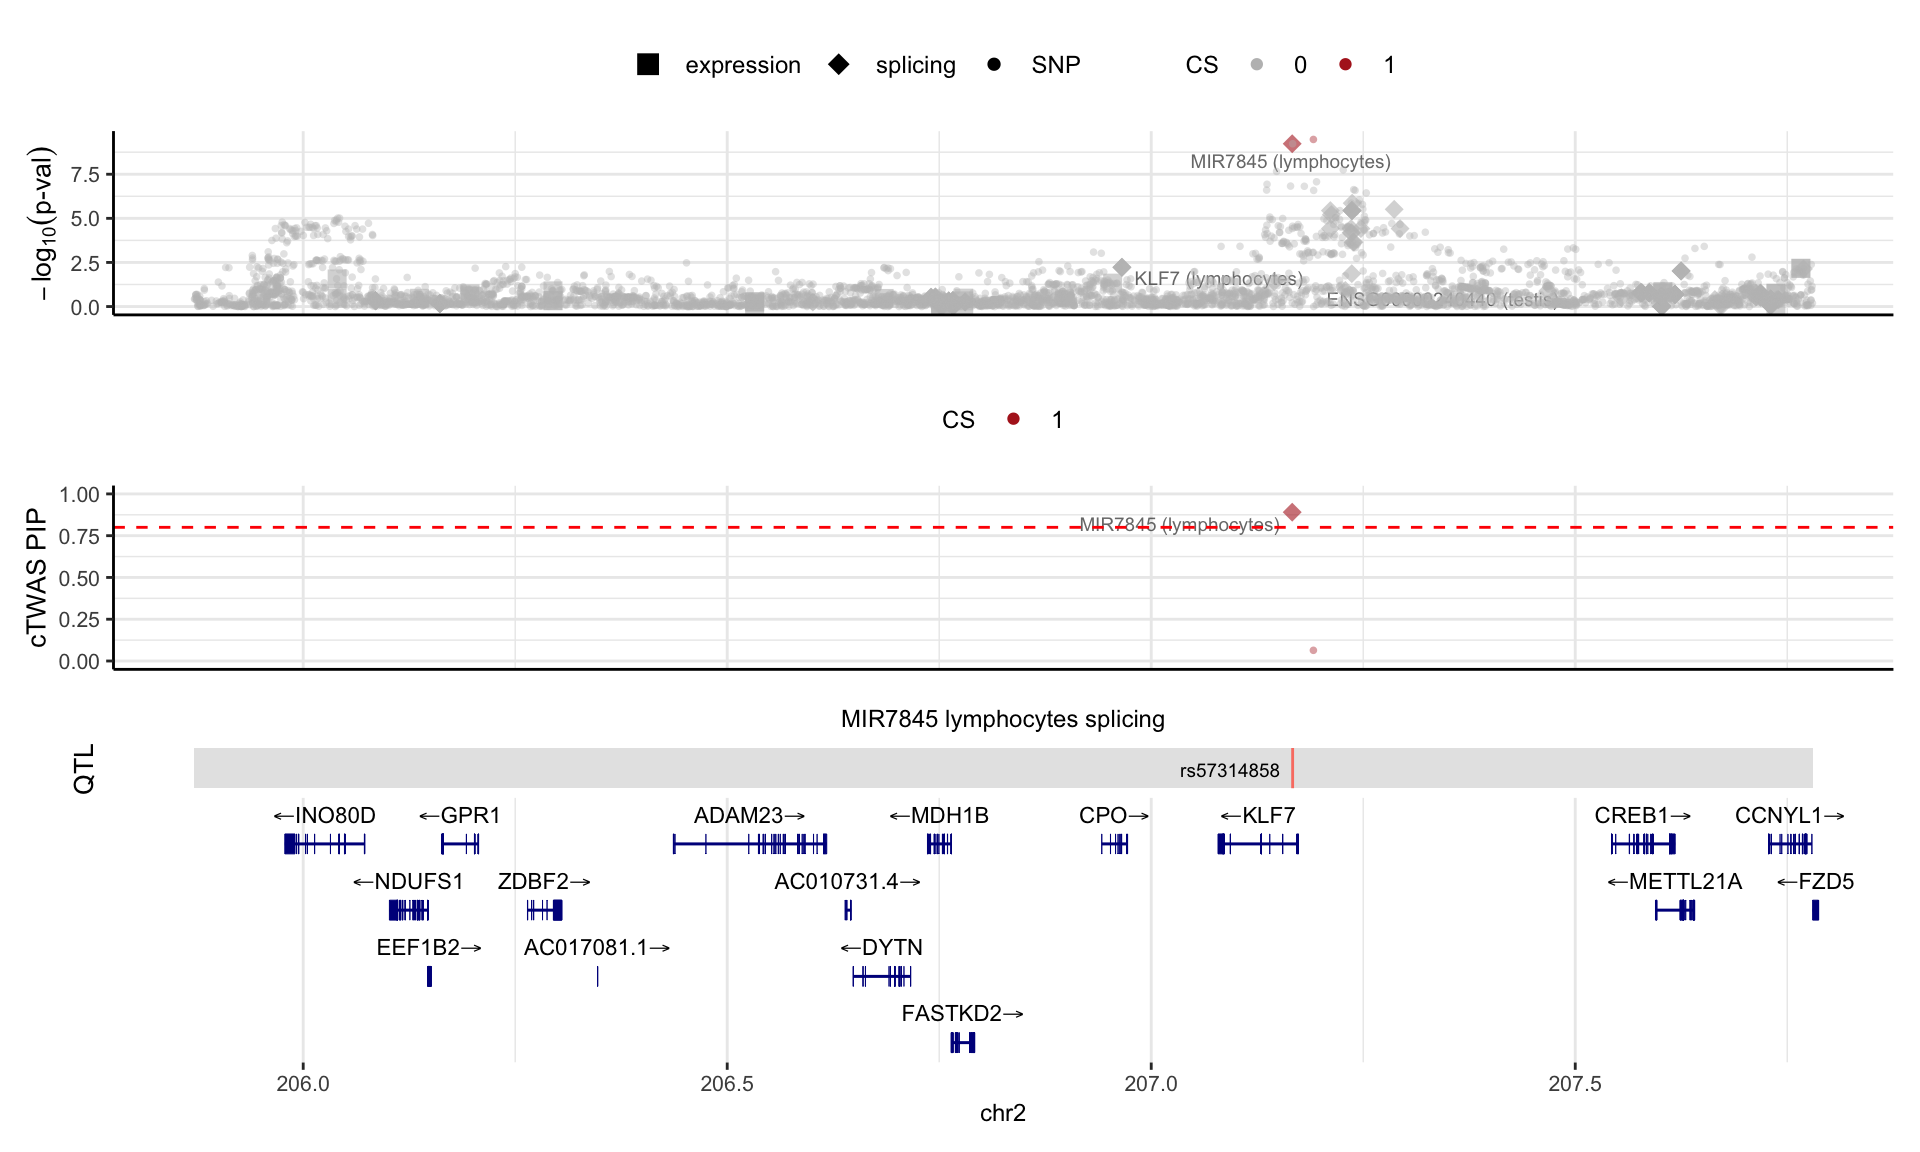 expression splicing SNP CS 0 1
−log10(p-val)
7.5
5.0
2.5
0.0
MIR7845 (lymphocytes)
KLF7 (lymphocytes)
(testis)
CS 1
cTWAS PIP
1.00
0.75
0.50
0.25
0.00
MIR7845 (lymphocytes)
MIR7845 lymphocytes splicing
QTL
rs57314858
←INO80D ←GPR1 ADAM23→ ←MDH1B CPO→ ←KLF7 CREB1→ CCNYL1→
←NDUFS1 ZDBF2→ AC010731.4→ ←METTL21A ←FZD5
EEF1B2→ AC017081.1→ ←DYTN
FASTKD2→
206.0 206.5 207.0 207.5
chr2